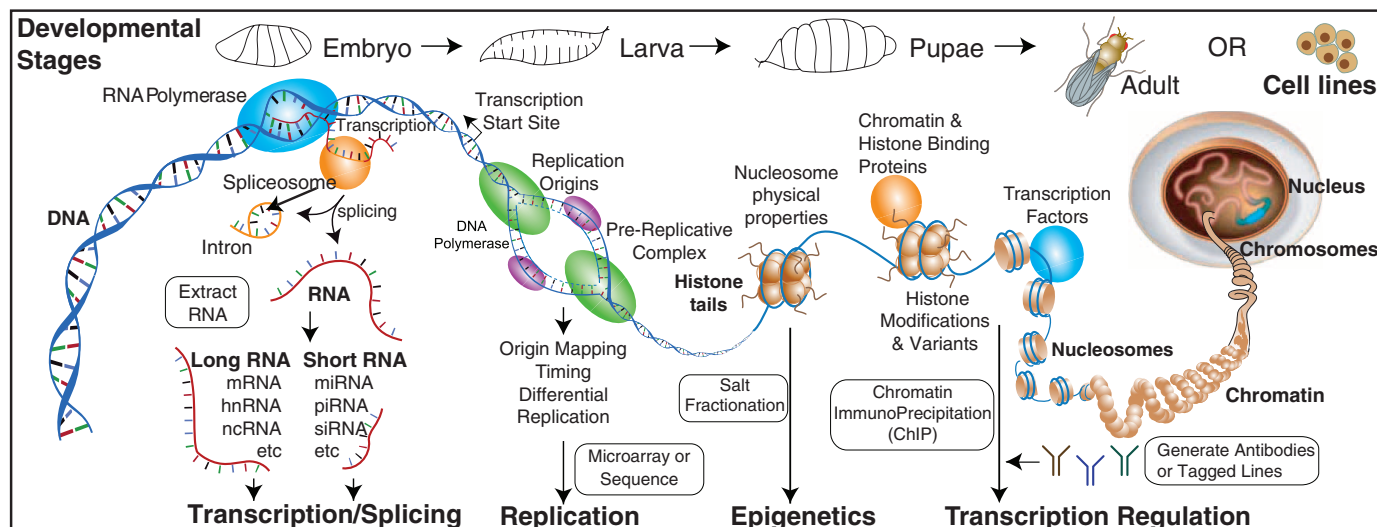 Developmental
Stages
Embryo
Larva
Pupae
Adult
OR
Cell lines
RNA Polymerase
Transcription
Transcription
Start Site
Spliceosome
splicing
Intron
DNA
Extract
RNA
RNA
Long RNA
mRNA
hnRNA
ncRNA
etc
Short RNA
miRNA
piRNA
siRNA
etc
Transcription/Splicing
Replication
Origins
DNA
Polymerase
Pre-Replicative
Complex
Origin Mapping
Timing
Differential
Replication
Microarray or
Sequence
Replication
Nucleosome
physical
properties
Histone
tails
Salt
Fractionation
Epigenetics
Chromatin &
Histone Binding
Proteins
Histone
Modifications
& Variants
Chromatin
ImmunoPrecipitation
(ChIP)
Transcription
Factors
Nucleus
Chromosomes
Nucleosomes
Chromatin
Generate Antibodies
or Tagged Lines
Transcription Regulation